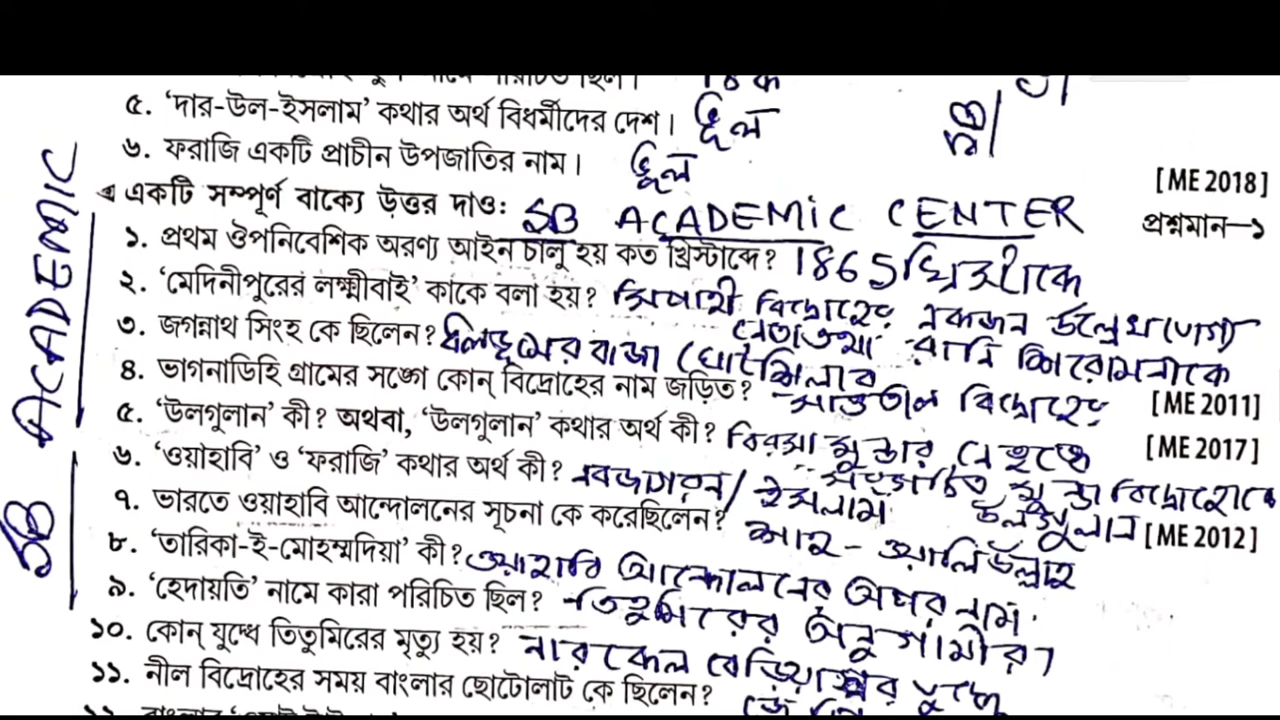 ৫. ‘দার-উল-ইসলাম’ কথার অর্থ বিধর্মীদের দেশ। ভুল
৬. ফরাজি একটি প্রাচীন উপজাতির নাম। ভুল
[ME 2018]
একটি সম্পূর্ণ বাক্যে উত্তর দাও: SB ACADEMIC CENTER প্রশ্নমান—১
১. প্রথম ঔপনিবেশিক অরণ্য আইন চালু হয় কত খ্রিস্টাব্দে? 1865 খ্রিস্টাব্দে
২. ‘মেদিনীপুরের লক্ষ্মীবাই’ কাকে বলা হয়? সিপাহী বিদ্রোহের একজন উল্লেখযোগ্য
রানি শিরোমনীকে
৩. জগন্নাথ সিংহ কে ছিলেন? ধলভূমের রাজা
৪. ভাগনাডিহি গ্রামের সঙ্গে কোন্ বিদ্রোহের নাম জড়িত? সাঁওতাল বিদ্রোহের [ME 2011]
৫. ‘উলগুলান’ কী? অথবা, ‘উলগুলান’ কথার অর্থ কী? বিরসা মুন্ডার নেতৃত্বে [ME 2017]
সংগঠিত মুন্ডা বিদ্রোহকে
উলগুলান
৬. ‘ওয়াহাবি’ ও ‘ফরাজি’ কথার অর্থ কী? নবজাগরন/ ইসলাম
৭. ভারতে ওয়াহাবি আন্দোলনের সূচনা কে করেছিলেন? শাহ - ওয়ালিউল্লাহ [ME 2012]
৮. ‘তারিকা-ই-মোহম্মদিয়া’ কী? ওয়াহাবি আন্দোলনের অপর নাম
৯. ‘হেদায়তি’ নামে কারা পরিচিত ছিল? তিতুমিরের অনুগামীরা
১০. কোন্ যুদ্ধে তিতুমিরের মৃত্যু হয়? নারকেল বেড়িয়ার যুদ্ধে
১১. নীল বিদ্রোহের সময় বাংলার ছোটোলাট কে ছিলেন?
SB ACADEMIC